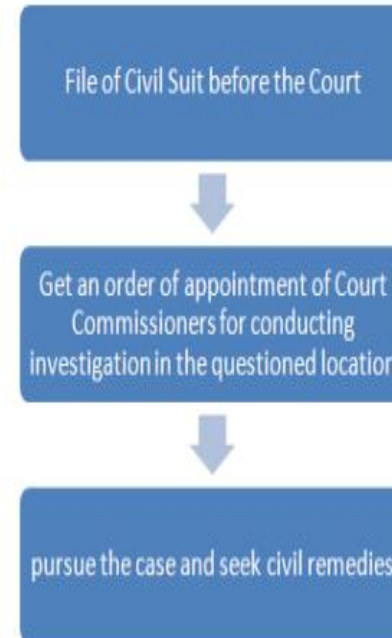 File of Civil Suit before the Court
Get an order of appointment of Court
Commissioners for conducting
investigation in the questioned location
pursue the case and seek civil remedies